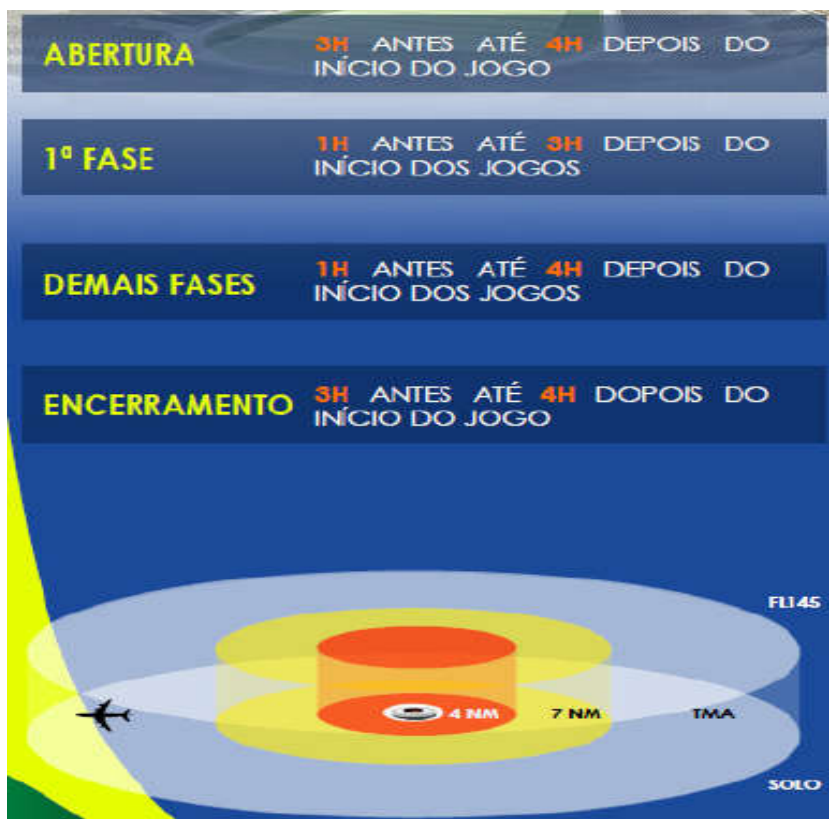 ABERTURA
3H ANTES ATÉ 4H DEPOIS DO
INÍCIO DO JOGO
1ª FASE
1H ANTES ATÉ 3H DEPOIS DO
INÍCIO DOS JOGOS
DEMAIS FASES
1H ANTES ATÉ 4H DEPOIS DO
INÍCIO DOS JOGOS
ENCERRAMENTO
3H ANTES ATÉ 4H DOPOIS DO
INÍCIO DO JOGO
FL145
4 NM
7 NM
TMA
SOLO